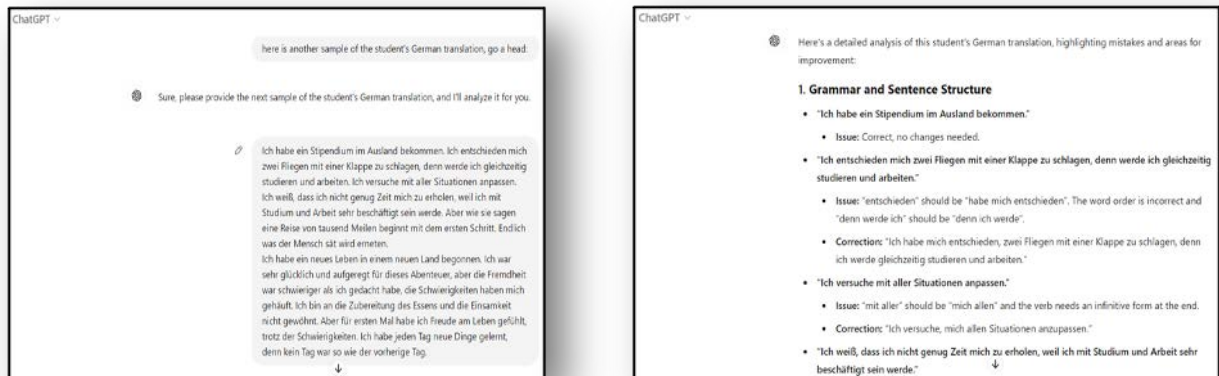 ChatGPT
here is another sample of the student's German translation, go a head:
Sure, please provide the next sample of the student's German translation, and I'll analyze it for you.
Ich habe ein Stipendium im Ausland bekommen. Ich entschieden mich
zwei Fliegen mit einer Klappe zu schlagen, denn werde ich gleichzeitig
studieren und arbeiten. Ich versuche mit aller Situationen anpassen.
Ich weiß, dass ich nicht genug Zeit mich zu erholen, weil ich mit
Studium und Arbeit sehr beschäftigt sein werde. Aber wie sie sagen
eine Reise von tausend Meilen beginnt mit dem ersten Schritt. Endlich
was der Mensch sät wird erneten.
Ich habe ein neues Leben in einem neuen Land begonnen. Ich war
sehr glücklich und aufgeregt für dieses Abenteuer, aber die Fremdheit
war schwieriger als ich gedacht habe, die Schwierigkeiten haben mich
gehäuft. Ich bin an die Zubereitung des Essens und die Einsamkeit
nicht gewöhnt. Aber für ersten Mal habe ich Freude am Leben gefühlt,
trotz der Schwierigkeiten. Ich habe jeden Tag neue Dinge gelernt,
denn kein Tag war so wie der vorherige Tag.
ChatGPT
Here's a detailed analysis of this student's German translation, highlighting mistakes and areas for
improvement:
1. Grammar and Sentence Structure
• "Ich habe ein Stipendium im Ausland bekommen."
• Issue: Correct, no changes needed.
• "Ich entschieden mich zwei Fliegen mit einer Klappe zu schlagen, denn werde ich gleichzeitig
studieren und arbeiten."
• Issue: "entschieden" should be "habe mich entschieden". The word order is incorrect and
"denn werde ich" should be "denn ich werde".
• Correction: "Ich habe mich entschieden, zwei Fliegen mit einer Klappe zu schlagen, denn
ich werde gleichzeitig studieren und arbeiten."
• "Ich versuche mit aller Situationen anpassen."
• Issue: "mit aller" should be "mich allen" and the verb needs an infinitive form at the end.
• Correction: "Ich versuche, mich allen Situationen anzupassen."
• "Ich weiß, dass ich nicht genug Zeit mich zu erholen, weil ich mit Studium und Arbeit sehr
beschäftigt sein werde."